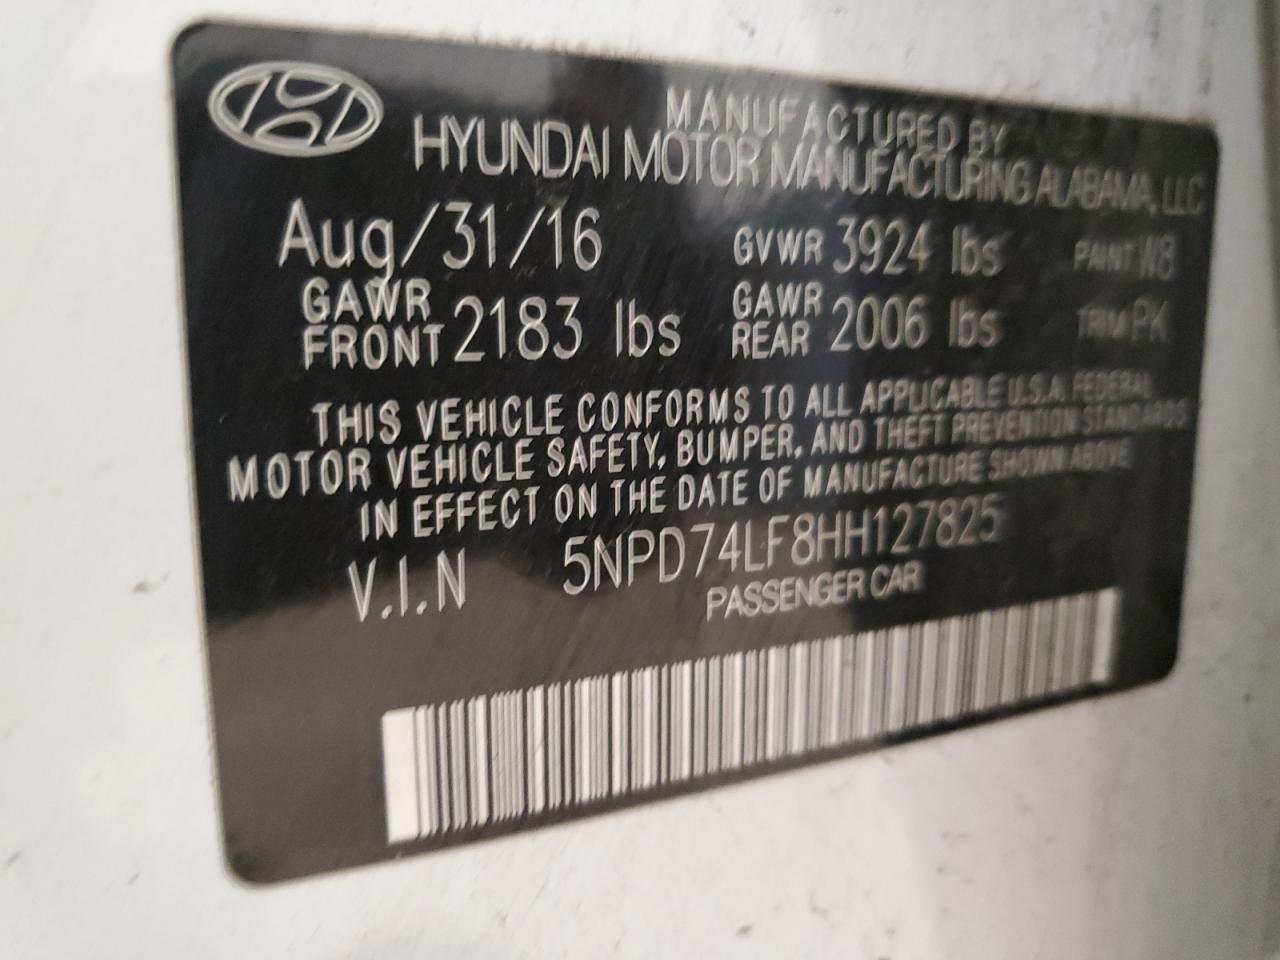 MANUFACTURED BY
HYUNDAI MOTOR MANUFACTURING ALABAMA, LLC
Aug/31/16 GVWR 3924 lbs PAINT W8
GAWR FRONT 2183 lbs GAWR REAR 2006 lbs TRIM PK
THIS VEHICLE CONFORMS TO ALL APPLICABLE U.S.A. FEDERAL
MOTOR VEHICLE SAFETY, BUMPER, AND THEFT PREVENTION STANDARDS
IN EFFECT ON THE DATE OF MANUFACTURE SHOWN ABOVE
V.I.N 5NPD74LF8HH127825
PASSENGER CAR